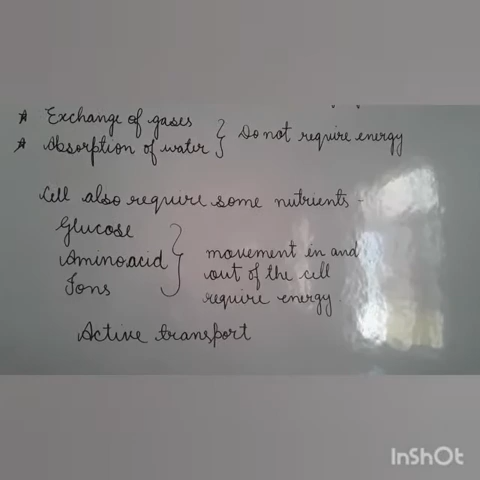 * Exchange of gases
* Absorption of water } Do not require energy
Cell also require some nutrients -
Glucose
Aminoacid
Ions
} movement in and
out of the cell
require energy.
Active transport
InShOt